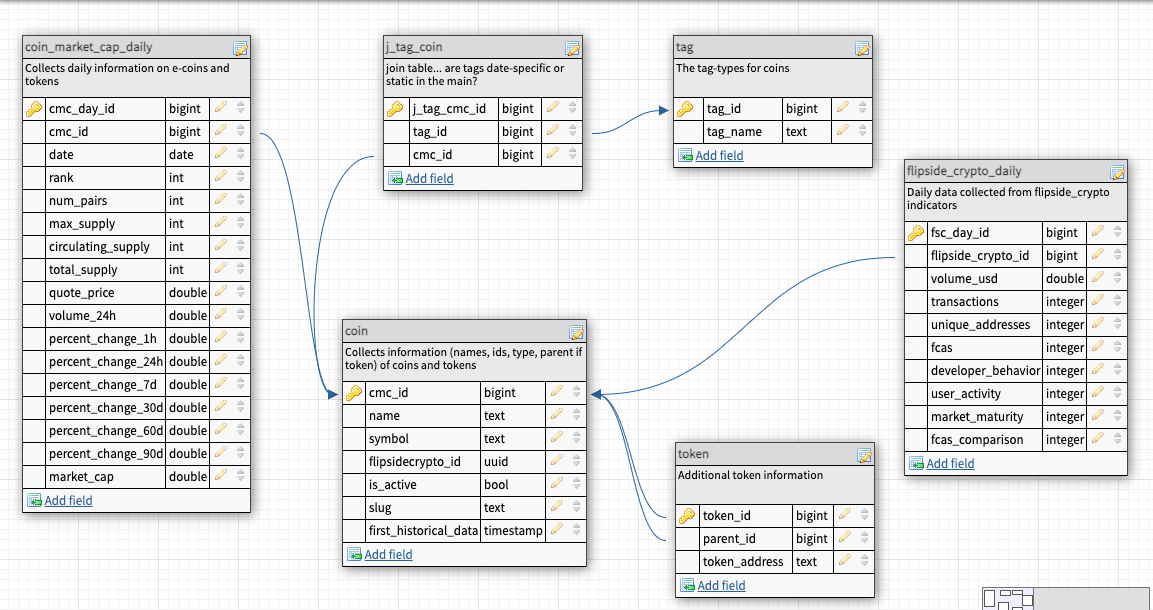 coin_market_cap_daily
Collects daily information on e-coins and
tokens
cmc_day_id bigint
cmc_id bigint
date date
rank int
num_pairs int
max_supply int
circulating_supply int
total_supply int
quote_price double
volume_24h double
percent_change_1h double
percent_change_24h double
percent_change_7d double
percent_change_30d double
percent_change_60d double
percent_change_90d double
market_cap double
Add field
j_tag_coin
join table... are tags date-specific or
static in the main?
j_tag_cmc_id bigint
tag_id bigint
cmc_id bigint
Add field
tag
The tag-types for coins
tag_id bigint
tag_name text
Add field
flipside_crypto_daily
Daily data collected from flipside_crypto
indicators
fsc_day_id bigint
flipside_crypto_id bigint
volume_usd double
transactions integer
unique_addresses integer
fcas integer
developer_behavior integer
user_activity integer
market_maturity integer
fcas_comparison integer
Add field
coin
Collects information (names, ids, type, parent if
token) of coins and tokens
cmc_id bigint
name text
symbol text
flipsidecrypto_id uuid
is_active bool
slug text
first_historical_data timestamp
Add field
token
Additional token information
token_id bigint
parent_id bigint
token_address text
Add field